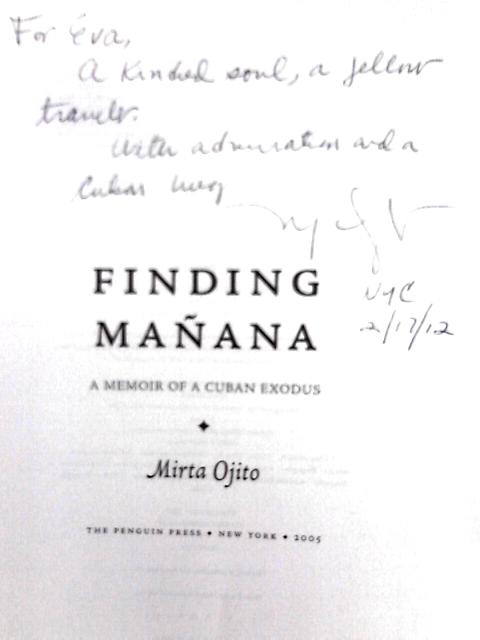 For Eva,
A kindred soul, a fellow
traveler.
With admiration and a
Cuban hug
NYC
2/17/12
FINDING
MAÑANA
A MEMOIR OF A CUBAN EXODUS
Mirta Ojito
THE PENGUIN PRESS • NEW YORK • 2005